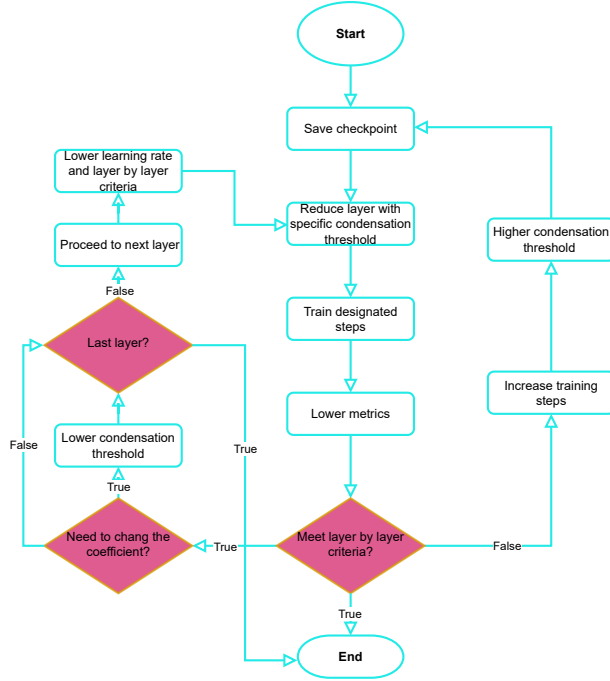 Start
Save checkpoint
Lower learning rate
and layer by layer
criteria
Reduce layer with
specific condensation
threshold
Proceed to next layer
Higher condensation
threshold
False
Train designated
steps
Last layer?
Increase training
steps
Lower metrics
Lower condensation
threshold
False
True
True
Need to chang the
coefficient?
True
Meet layer by layer
criteria?
False
True
End